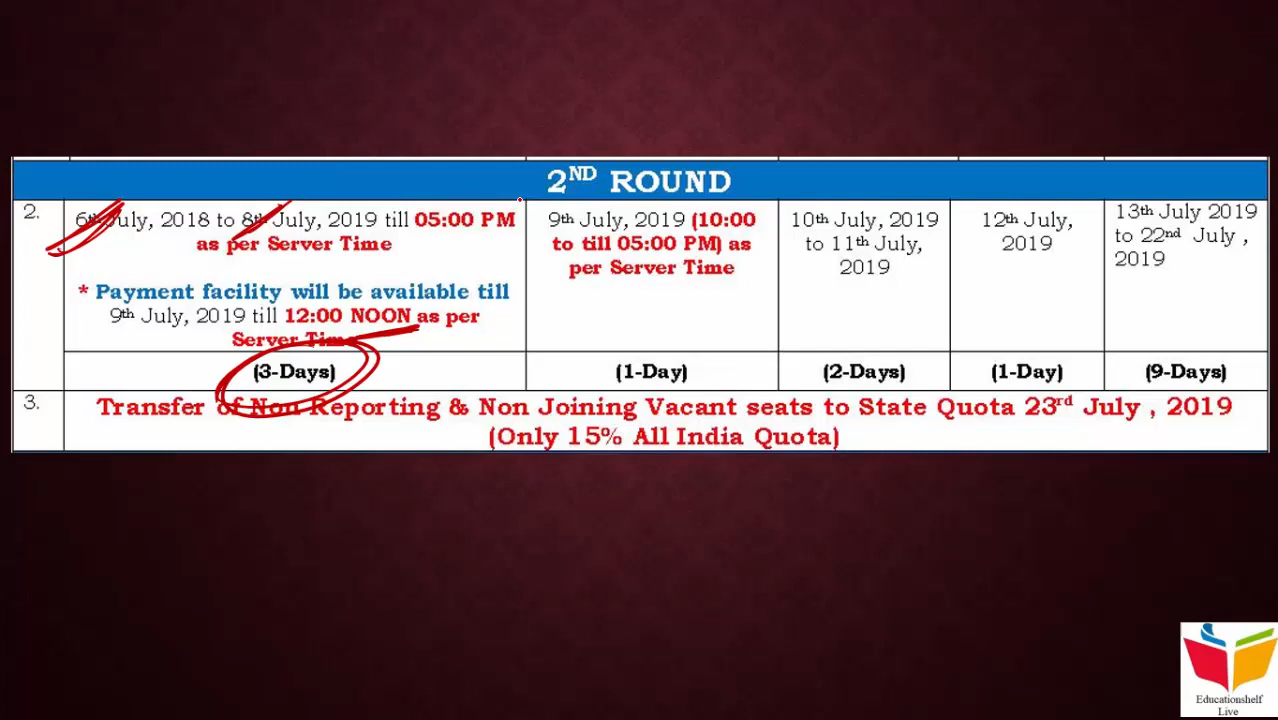 2ND ROUND
2.
6th July, 2018 to 8th July, 2019 till 05:00 PM
as per Server Time
* Payment facility will be available till
9th July, 2019 till 12:00 NOON as per
Server Time
9th July, 2019 (10:00
to till 05:00 PM) as
per Server Time
10th July, 2019
to 11th July,
2019
12th July,
2019
13th July 2019
to 22nd July ,
2019
(3-Days)
(1-Day)
(2-Days)
(1-Day)
(9-Days)
3.
Transfer of Non Reporting & Non Joining Vacant seats to State Quota 23rd July , 2019
(Only 15% All India Quota)
Educationshelf
Live